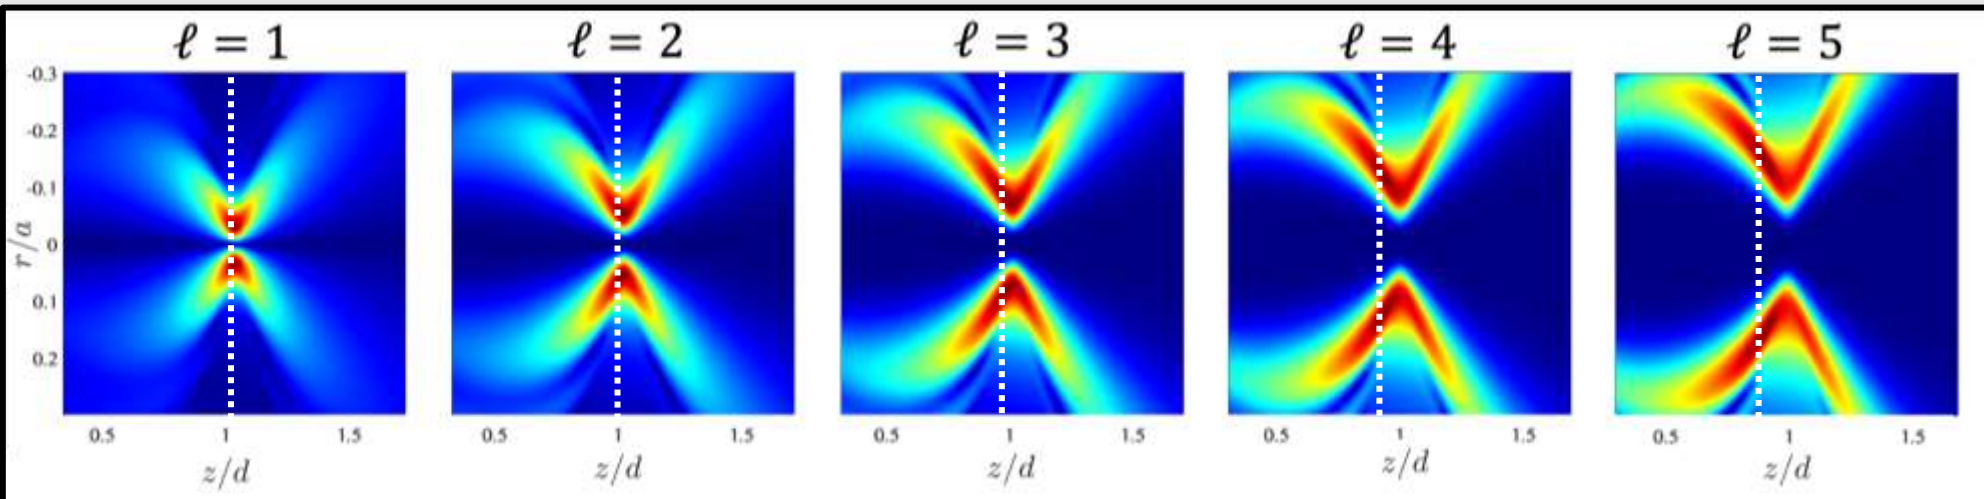 ℓ = 1 ℓ = 2 ℓ = 3 ℓ = 4 ℓ = 5
-0.3
-0.2
-0.1
0
0.1
0.2
r/a
0.5 1 1.5 0.5 1 1.5 0.5 1 1.5 0.5 1 1.5 0.5 1 1.5
z/d z/d z/d z/d z/d